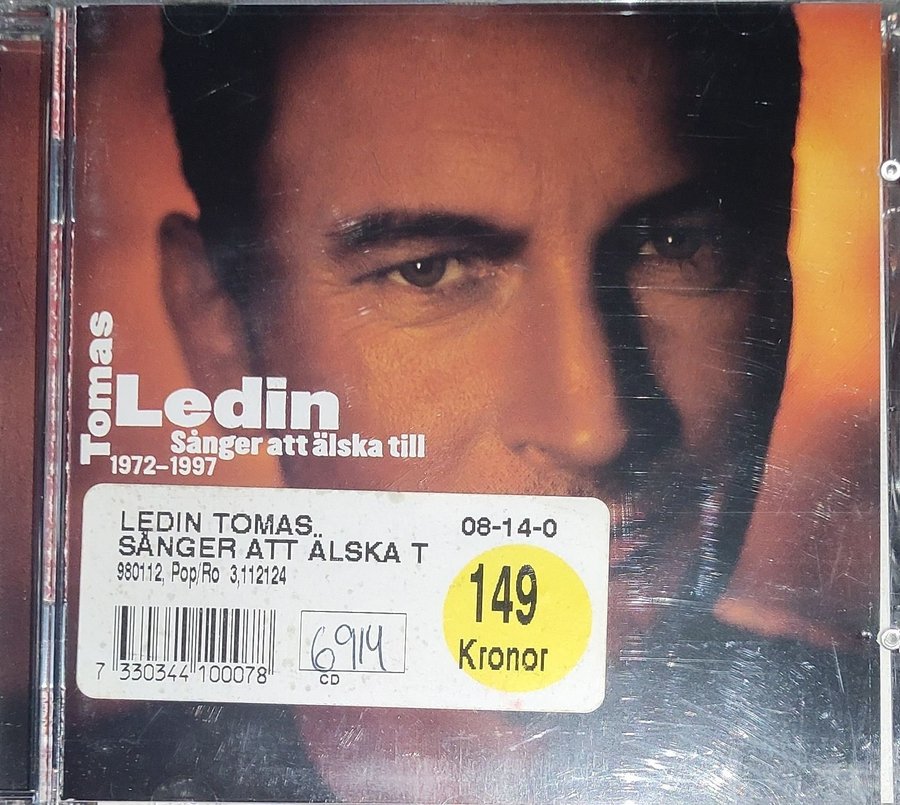 Tomas
Ledin
Sånger att älska till
1972–1997
LEDIN TOMAS.
SÅNGER ATT ÄLSKA T
08-14-0
980112, Pop/Ro 3,112124
149
Kronor
7 330344 100078
6914
CD